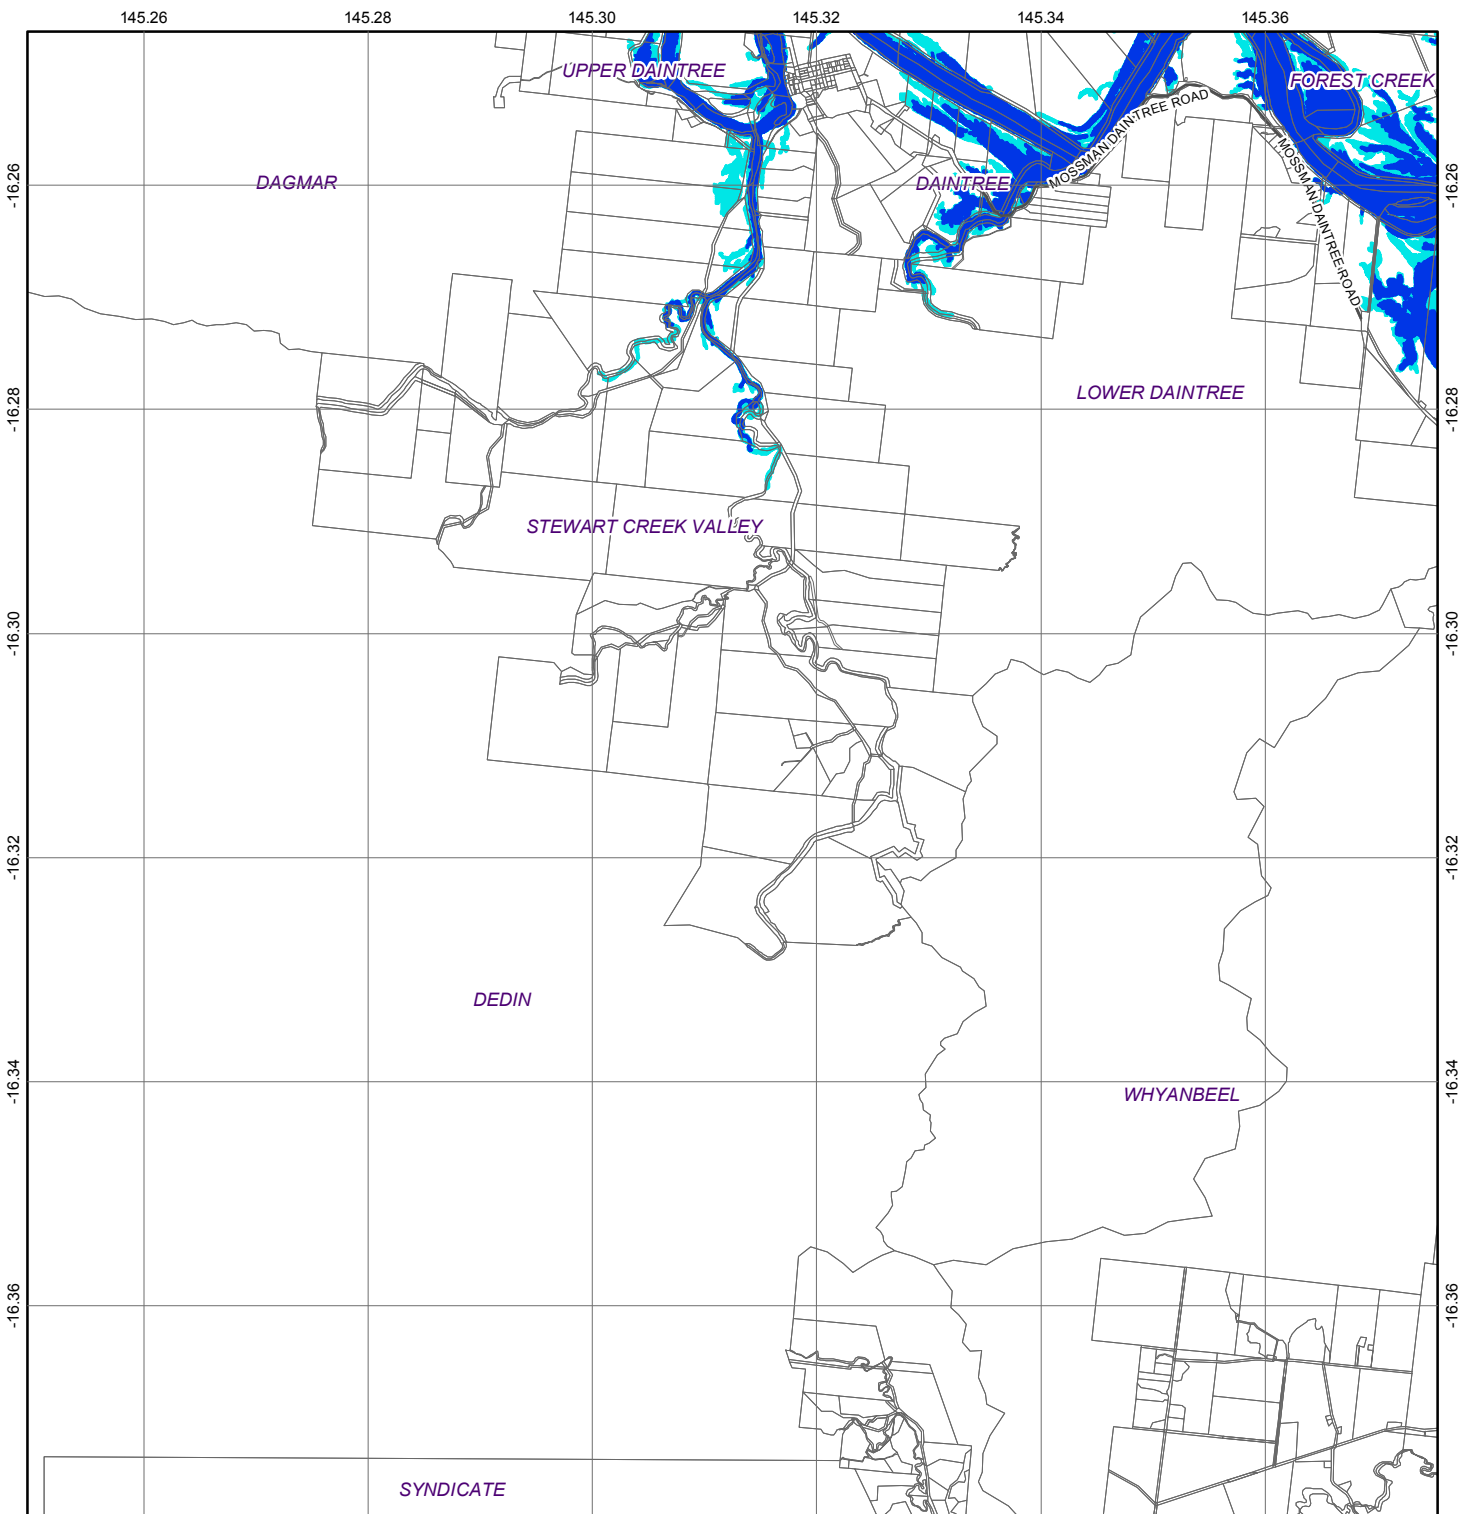 145.26
145.28
145.30
145.32
145.34
145.36
UPPER DAINTREE
FOREST CREEK
MOSSMAN DAINTREE ROAD
MOSSMAN DAINTREE ROAD
DAGMAR
DAINTREE
-16.26
-16.26
LOWER DAINTREE
-16.28
-16.28
STEWART CREEK VALLEY
-16.30
-16.30
-16.32
-16.32
DEDIN
-16.34
-16.34
WHYANBEEL
-16.36
-16.36
SYNDICATE